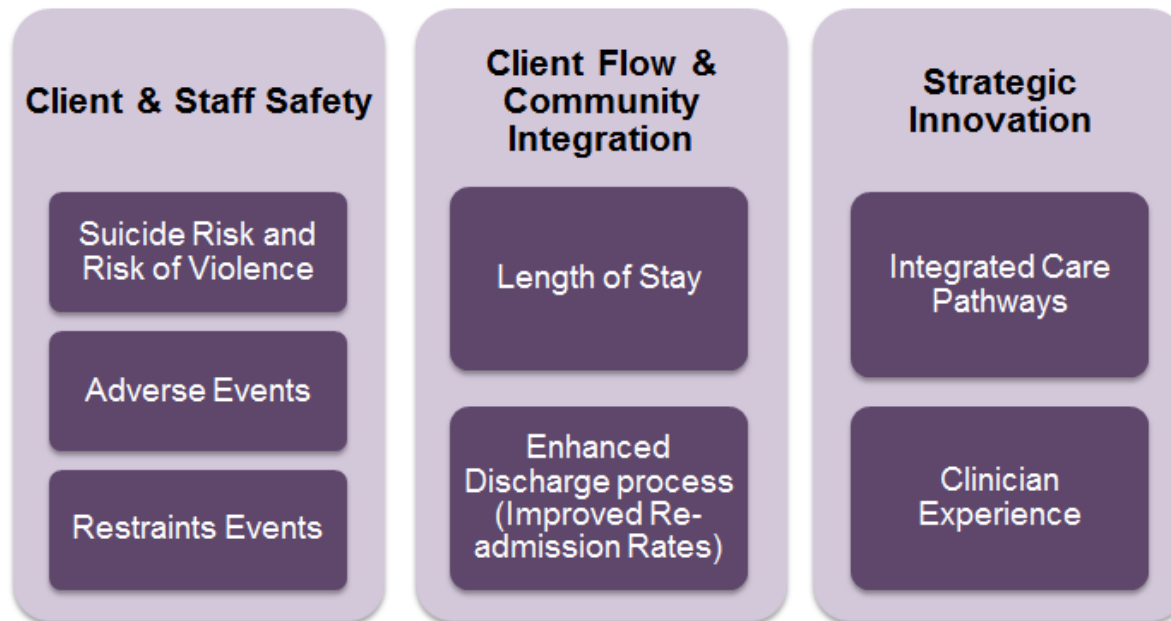 Client & Staff Safety
Suicide Risk and
Risk of Violence
Adverse Events
Restraints Events
Client Flow &
Community
Integration
Length of Stay
Enhanced
Discharge process
(Improved Re-
admission Rates)
Strategic
Innovation
Integrated Care
Pathways
Clinician
Experience